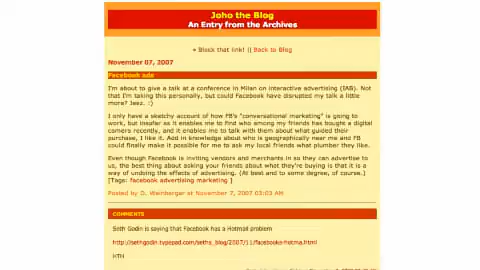 Joho the Blog
An Entry from the Archives
« Block that link! || Back to Blog
November 07, 2007
Facebook ads
I'm about to give a talk at a conference in Milan on interactive advertising (IAB). Not
that I'm taking this personally, but could Facebook have disrupted my talk a little
more? Jeez. :)
I only have a sketchy account of how FB's "conversational marketing" is going to
work, but insofar as it enables me to find who among my friends has bought a digital
camera recently, and it enables me to talk with them about what guided their
purchase, I like it. Add in knowledge about who is geographically near me and FB
could finally make it possible for me to ask my local friends what plumber they like.
Even though Facebook is inviting vendors and merchants in so they can advertise to
us, the best thing about asking your friends about what they're buying is that it is a
way of undoing the effects of advertising. (At best and to some degree, of course.)
[Tags: facebook advertising marketing ]
Posted by D. Weinberger at November 7, 2007 03:03 AM
COMMENTS
Seth Godin is saying that Facebook has a Hotmail problem
http://sethgodin.typepad.com/seths_blog/2007/11/facebooks-hotma.html
HTH